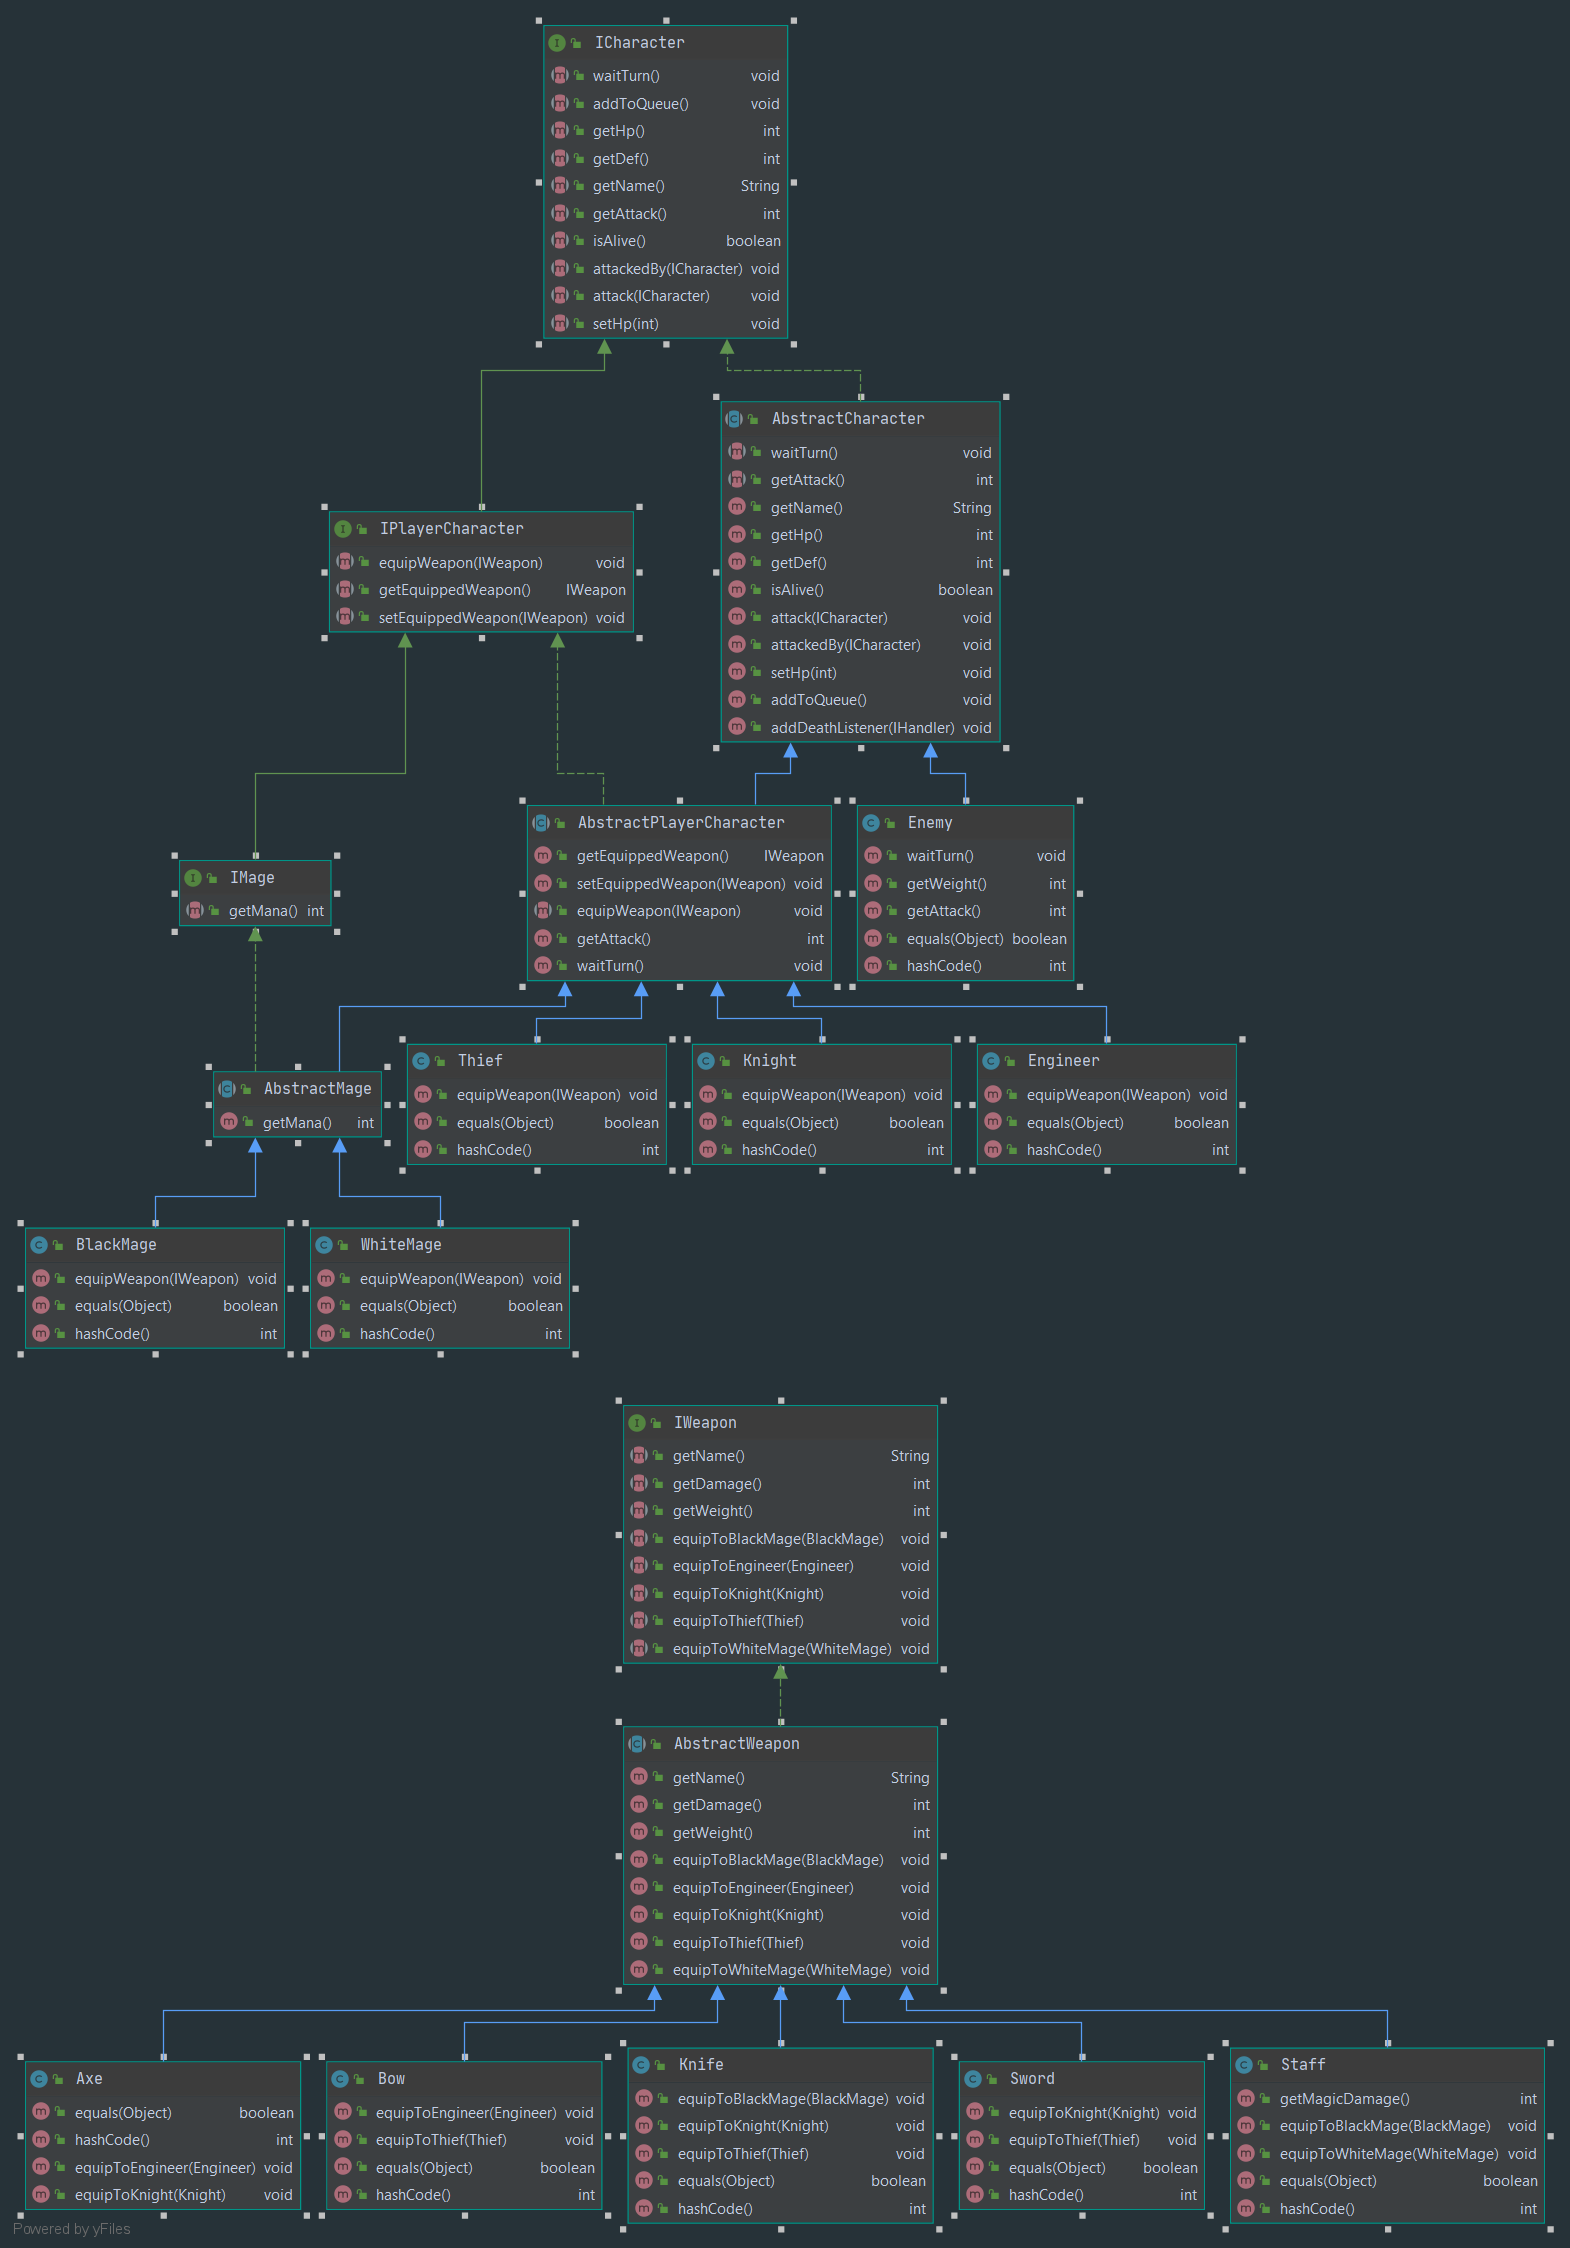 ICharacter
waitTurn() void
addToQueue() void
getHp() int
getDef() int
getName() String
getAttack() int
isAlive() boolean
attackedBy(ICharacter) void
attack(ICharacter) void
setHp(int) void
AbstractCharacter
waitTurn() void
getAttack() int
getName() String
getHp() int
getDef() int
isAlive() boolean
attack(ICharacter) void
attackedBy(ICharacter) void
setHp(int) void
addToQueue() void
addDeathListener(IHandler) void
IPlayerCharacter
equipWeapon(IWeapon) void
getEquippedWeapon() IWeapon
setEquippedWeapon(IWeapon) void
AbstractPlayerCharacter
getEquippedWeapon() IWeapon
setEquippedWeapon(IWeapon) void
equipWeapon(IWeapon) void
getAttack() int
waitTurn() void
Enemy
waitTurn() void
getWeight() int
getAttack() int
equals(Object) boolean
hashCode() int
IMage
getMana() int
AbstractMage
getMana() int
Thief
equipWeapon(IWeapon) void
equals(Object) boolean
hashCode() int
Knight
equipWeapon(IWeapon) void
equals(Object) boolean
hashCode() int
Engineer
equipWeapon(IWeapon) void
equals(Object) boolean
hashCode() int
BlackMage
equipWeapon(IWeapon) void
equals(Object) boolean
hashCode() int
WhiteMage
equipWeapon(IWeapon) void
equals(Object) boolean
hashCode() int
IWeapon
getName() String
getDamage() int
getWeight() int
equipToBlackMage(BlackMage) void
equipToEngineer(Engineer) void
equipToKnight(Knight) void
equipToThief(Thief) void
equipToWhiteMage(WhiteMage) void
AbstractWeapon
getName() String
getDamage() int
getWeight() int
equipToBlackMage(BlackMage) void
equipToEngineer(Engineer) void
equipToKnight(Knight) void
equipToThief(Thief) void
equipToWhiteMage(WhiteMage) void
Axe
equals(Object) boolean
hashCode() int
equipToEngineer(Engineer) void
equipToKnight(Knight) void
Bow
equipToEngineer(Engineer) void
equipToThief(Thief) void
equals(Object) boolean
hashCode() int
Knife
equipToBlackMage(BlackMage) void
equipToKnight(Knight) void
equipToThief(Thief) void
equals(Object) boolean
hashCode() int
Sword
equipToKnight(Knight) void
equipToThief(Thief) void
equals(Object) boolean
hashCode() int
Staff
getMagicDamage() int
equipToBlackMage(BlackMage) void
equipToWhiteMage(WhiteMage) void
equals(Object) boolean
hashCode() int
Powered by yFiles